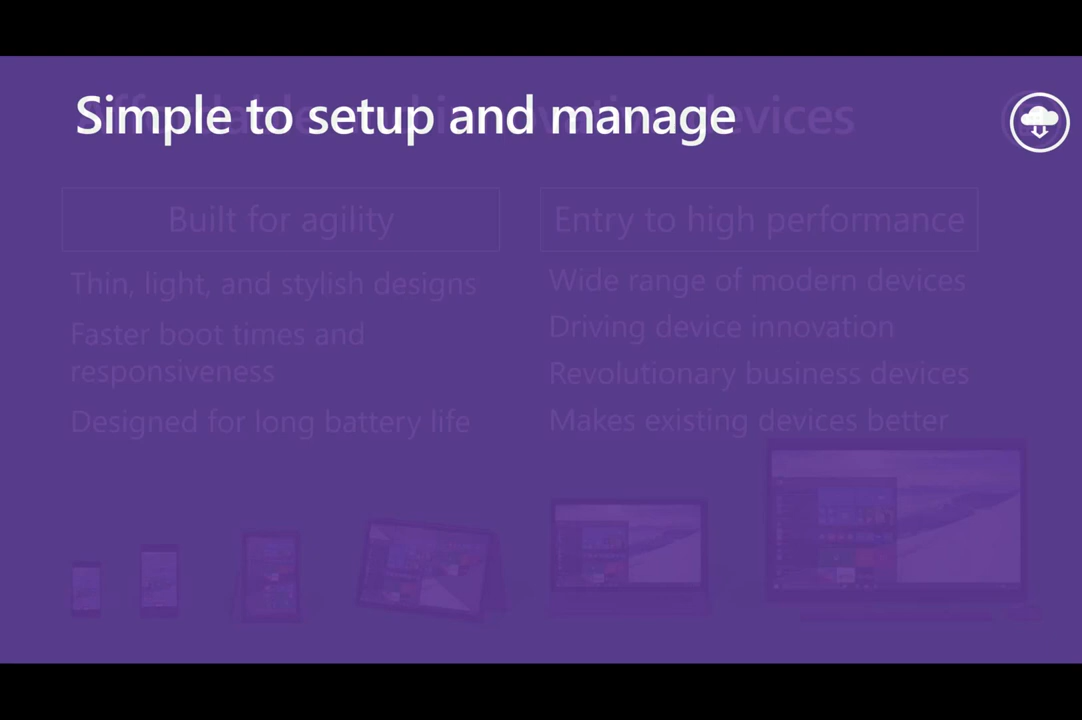 Simple to setup and manage
devices
Built for agility
Entry to high performance
Thin, light, and stylish designs
Faster boot times and
responsiveness
Designed for long battery life
Wide range of modern devices
Driving device innovation
Revolutionary business devices
Makes existing devices better